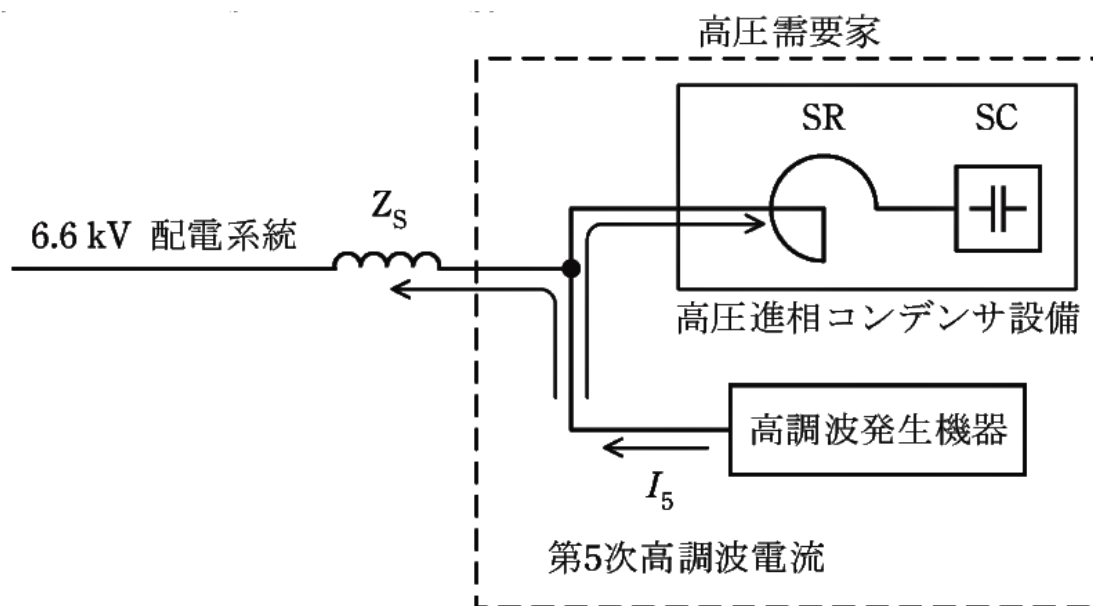 高圧需要家
SR
SC
Z_S
6.6 kV 配電系統
高圧進相コンデンサ設備
高調波発生機器
I_5
第5次高調波電流